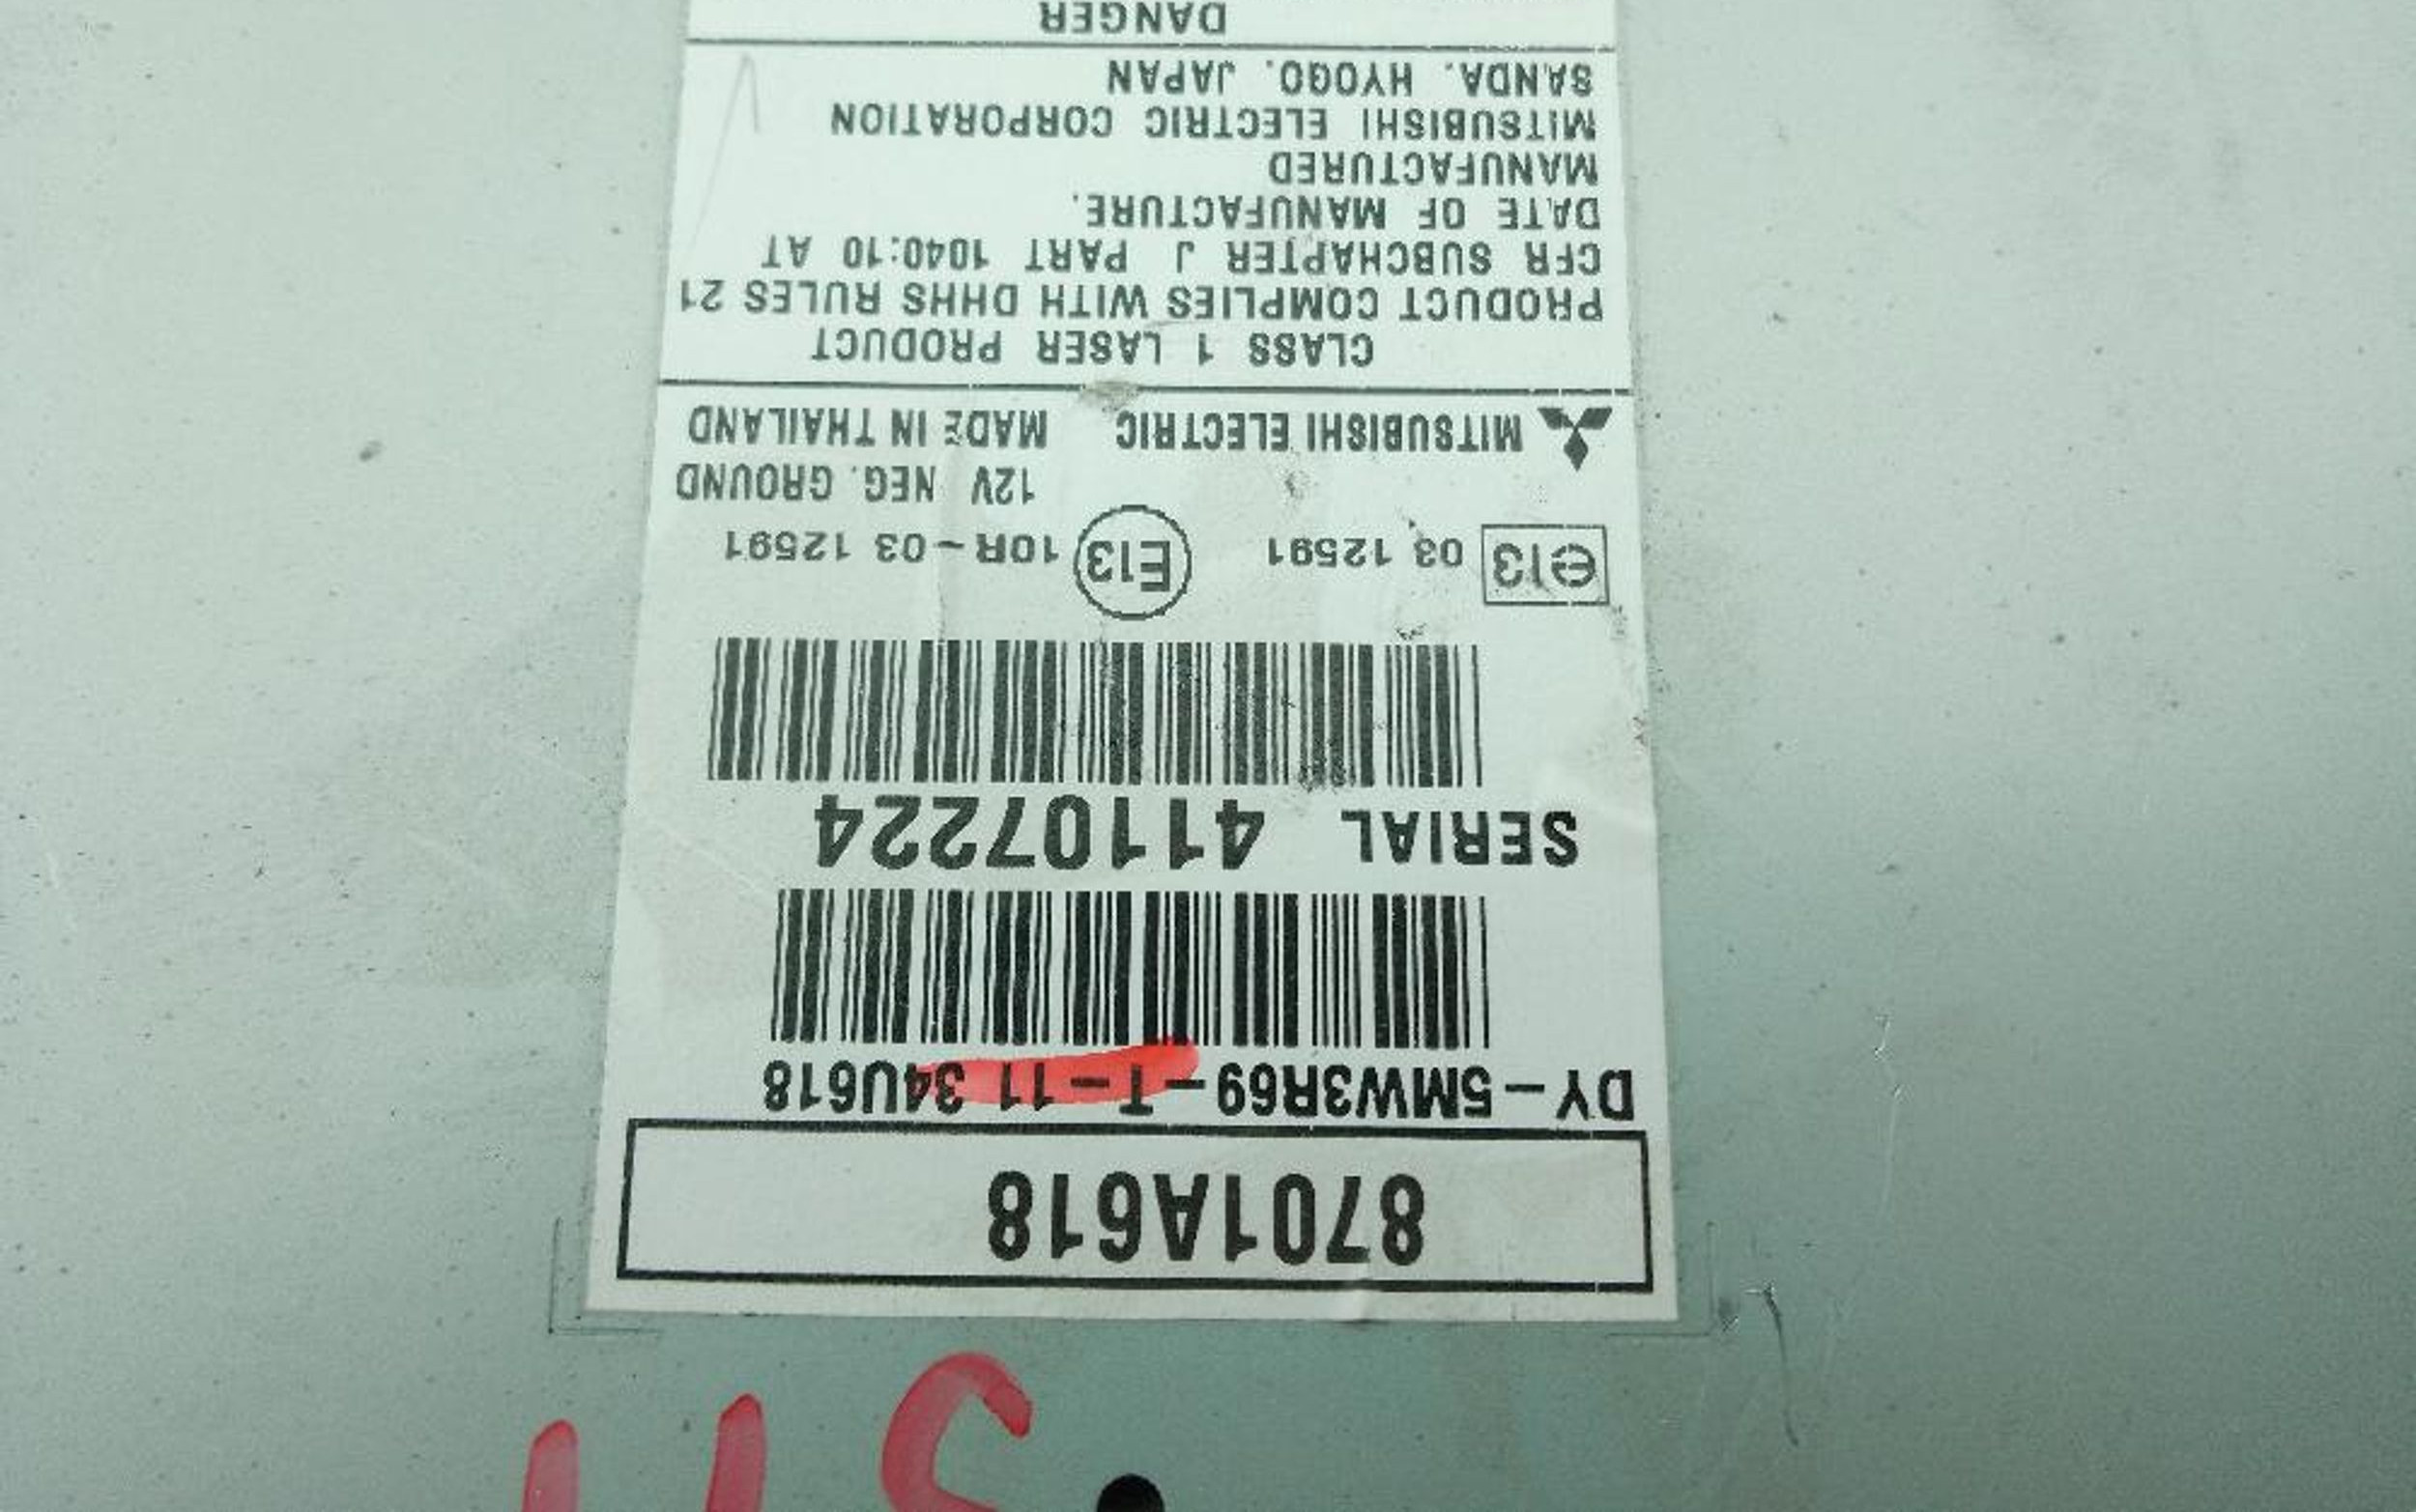 8701A618
DY-5MW3R69-T-11 34U618
SERIAL 41107224
e13 03 12591 E13 10R-03 12591
12V NEG. GROUND
MITSUBISHI ELECTRIC MADE IN THAILAND
CLASS 1 LASER PRODUCT
PRODUCT COMPLIES WITH DHHS RULES 21
CFR SUBCHAPTER J PART 1040:10 AT
DATE OF MANUFACTURE.
MANUFACTURED
MITSUBISHI ELECTRIC CORPORATION
SANDA. HYOGO. JAPAN
DANGER